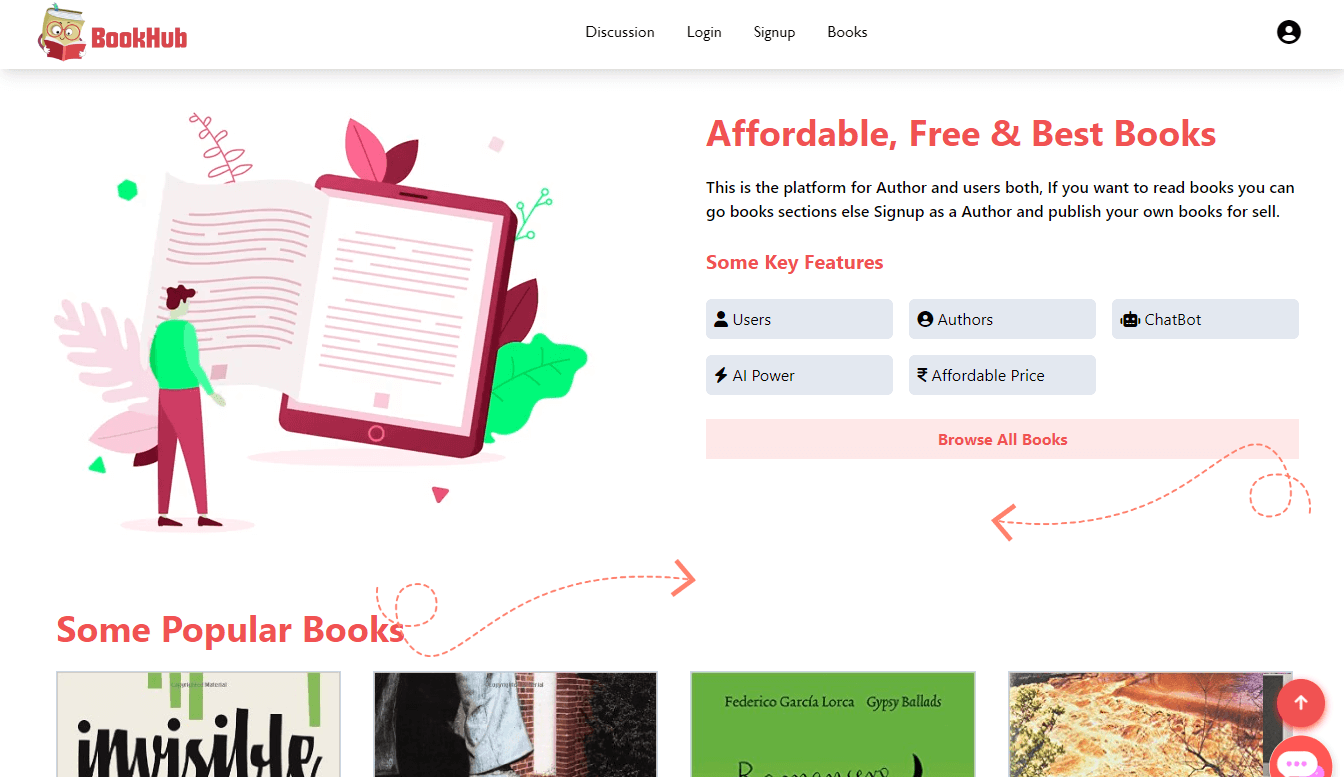 BookHub
Discussion Login Signup Books
Affordable, Free & Best Books
This is the platform for Author and users both, If you want to read books you can
go books sections else Signup as a Author and publish your own books for sell.
Some Key Features
Users Authors ChatBot
AI Power ₹ Affordable Price
Browse All Books
Some Popular Books
Copyrighted Material
Copyrighted Material
Federico García Lorca Gypsy Ballads
invisible
Romancero